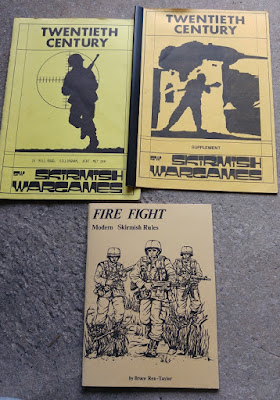 TWENTIETH
CENTURY
SKIRMISH
WARGAMES
TWENTIETH
CENTURY
SUPPLEMENT
SKIRMISH
WARGAMES
FIRE FIGHT
Modern Skirmish Rules
by Bruce Rea-Taylor